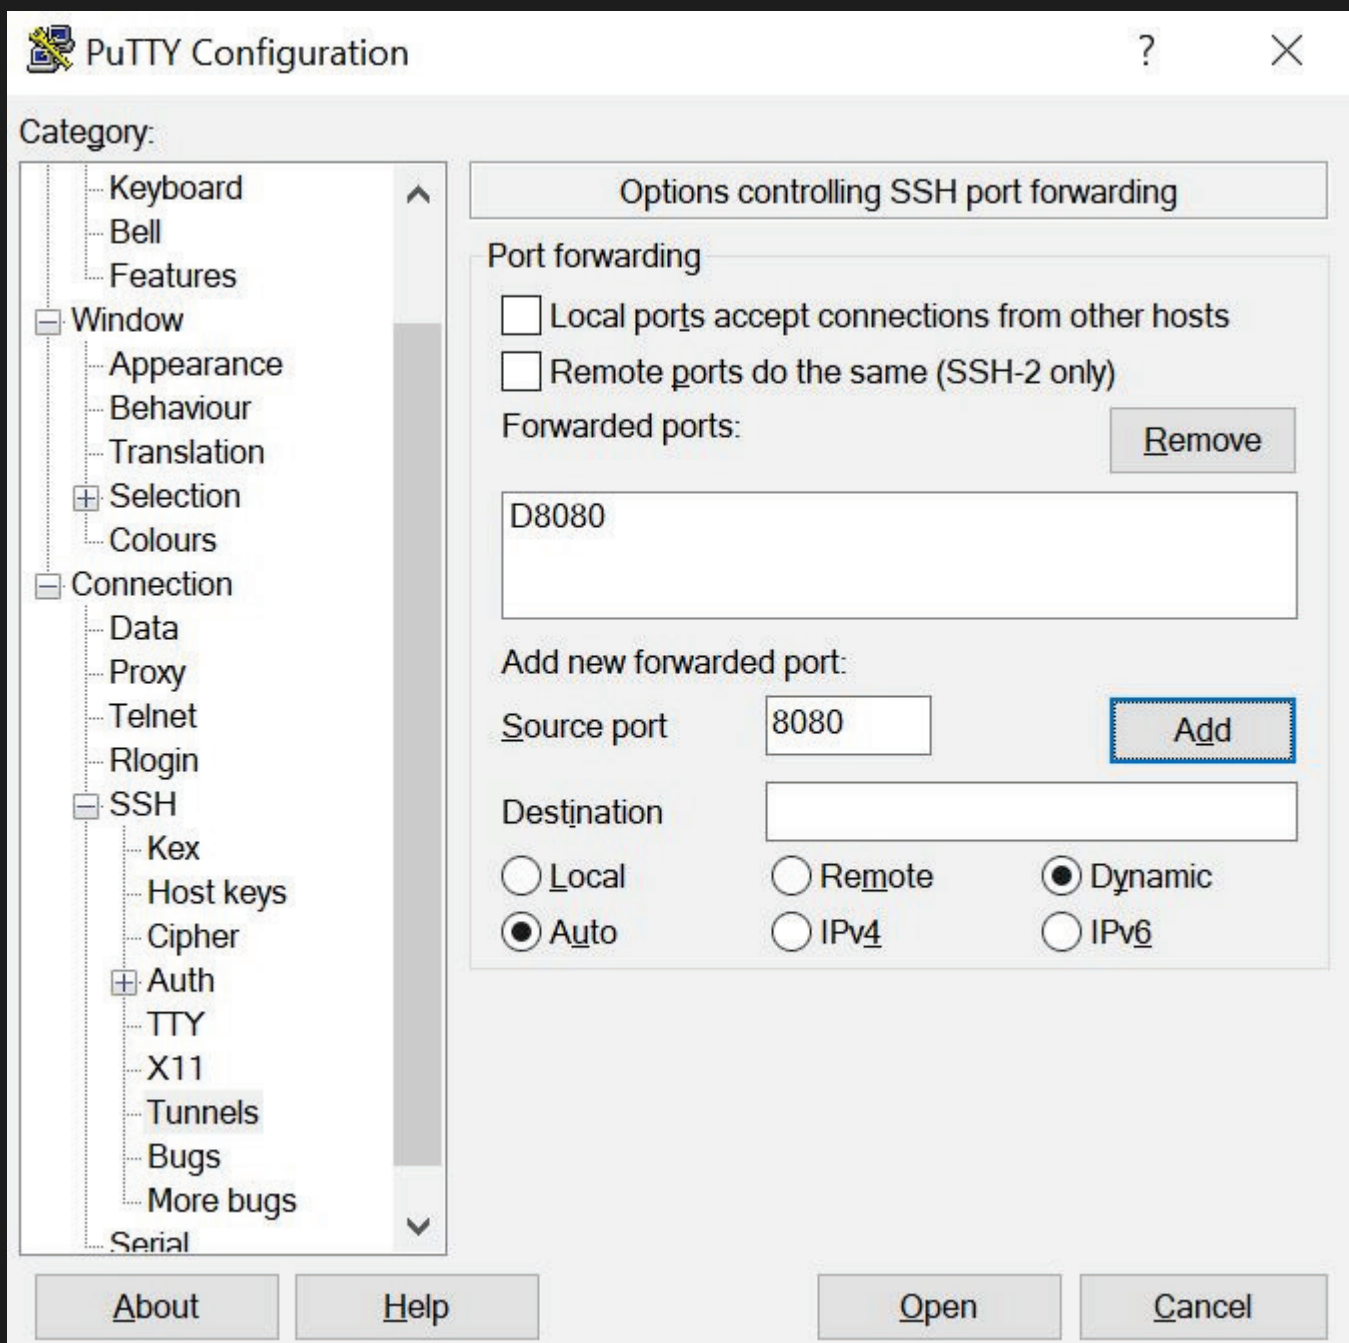 PuTTY Configuration
?
Category:
Keyboard
Bell
Features
Window
Appearance
Behaviour
Translation
Selection
Colours
Connection
Data
Proxy
Telnet
Rlogin
SSH
Kex
Host keys
Cipher
Auth
TTY
X11
Tunnels
Bugs
More bugs
Serial
Options controlling SSH port forwarding
Port forwarding
Local ports accept connections from other hosts
Remote ports do the same (SSH-2 only)
Forwarded ports:
Remove
D8080
Add new forwarded port:
Source port 8080 Add
Destination
Local Remote Dynamic
Auto IPv4 IPv6
About Help Open Cancel